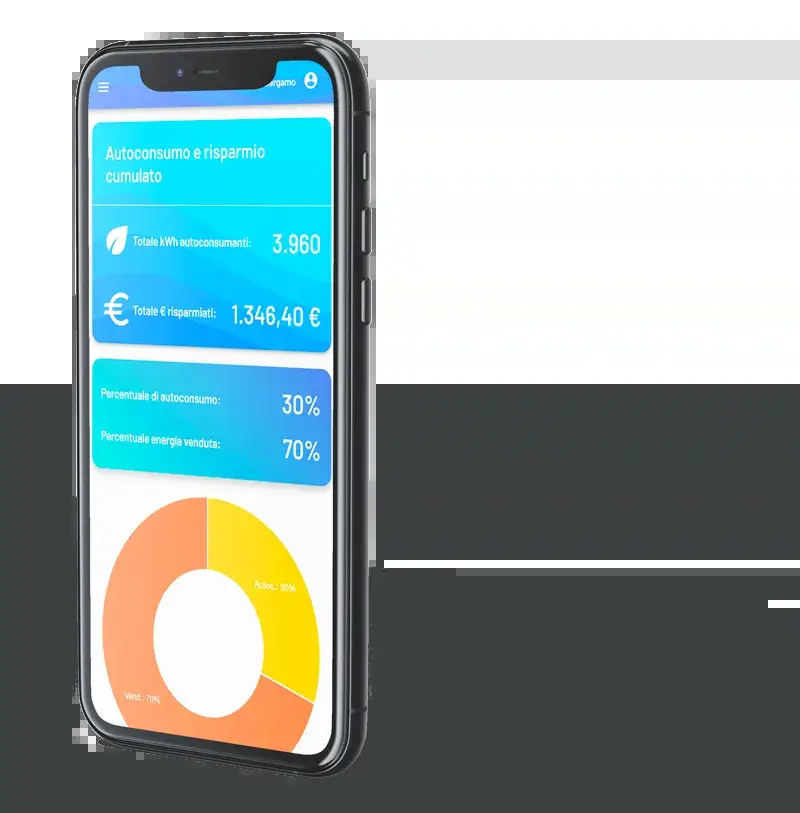 ergamo
Autoconsumo e risparmio
cumulato
Totale kWh autoconsumanti: 3.960
€ Totale € risparmiati: 1.346,40 €
Percentuale di autoconsumo: 30%
Percentuale energia venduta: 70%
Autoc.: 30%
Vend.: 70%